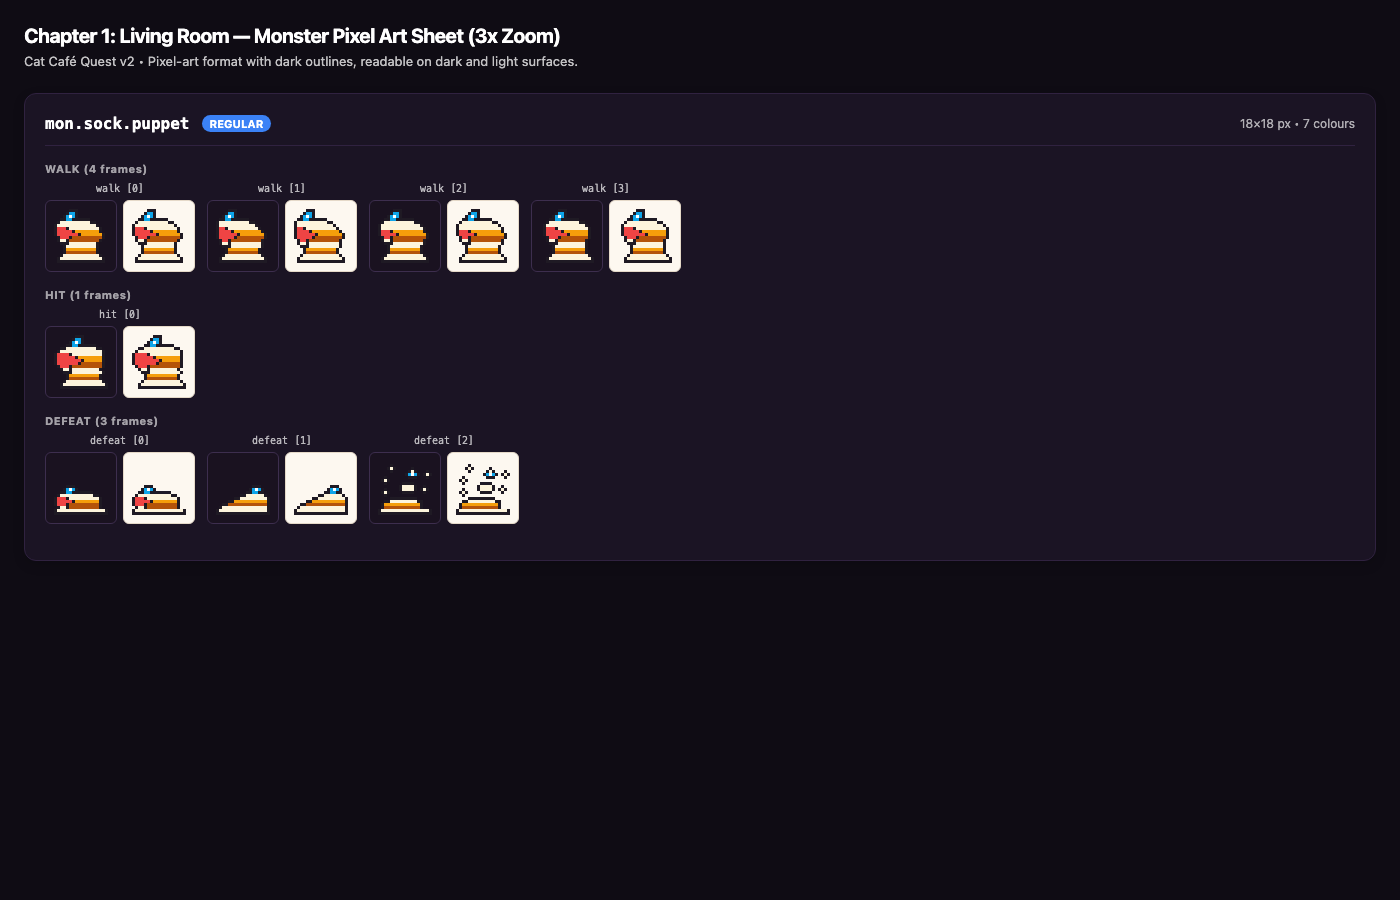 Chapter 1: Living Room — Monster Pixel Art Sheet (3x Zoom)
Cat Café Quest v2 • Pixel-art format with dark outlines, readable on dark and light surfaces.
mon.sock.puppet REGULAR 18×18 px • 7 colours
WALK (4 frames)
walk [0] walk [1] walk [2] walk [3]
HIT (1 frames)
hit [0]
DEFEAT (3 frames)
defeat [0] defeat [1] defeat [2]